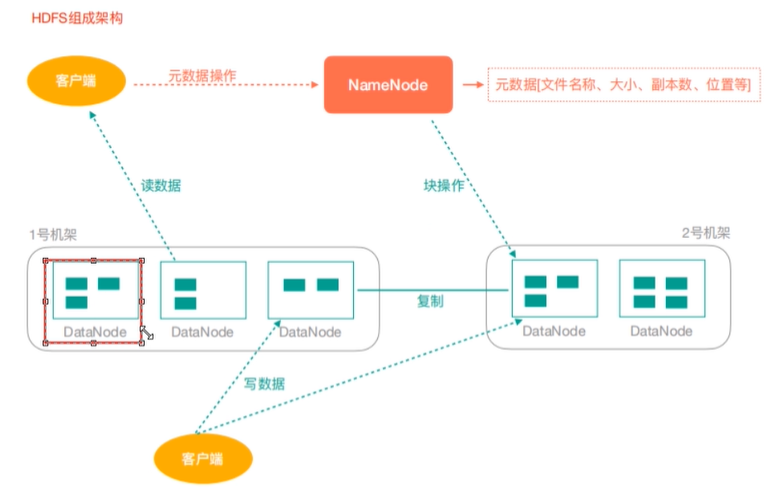 HDFS组成架构
客户端
元数据操作
NameNode
元数据[文件名称、大小、副本数、位置等]
读数据
块操作
1号机架
2号机架
DataNode
DataNode
DataNode
复制
DataNode
DataNode
写数据
客户端